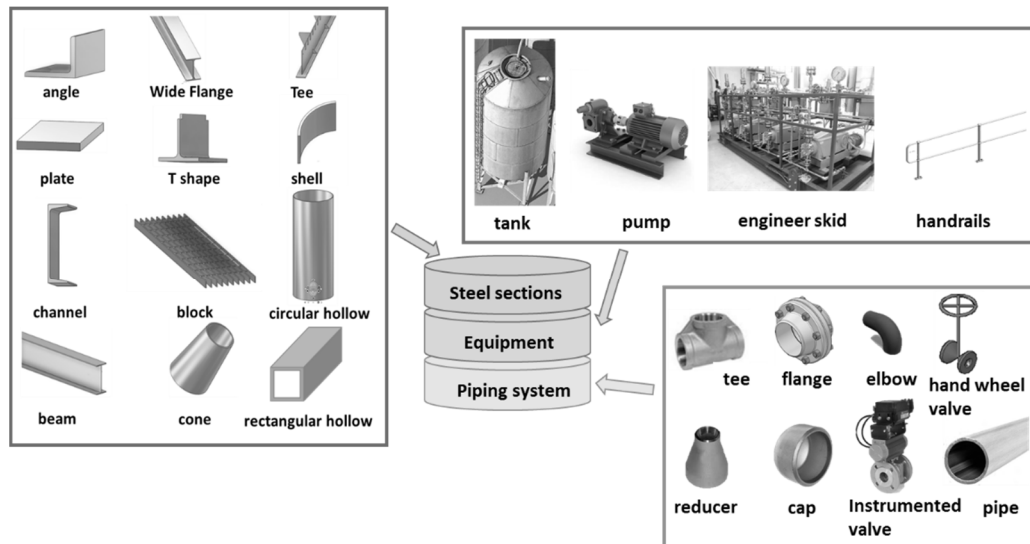 angle
Wide Flange
Tee
plate
T shape
shell
channel
block
circular hollow
beam
cone
rectangular hollow
tank
pump
engineer skid
handrails
Steel sections
Equipment
Piping system
tee
flange
elbow
hand wheel
valve
reducer
cap
Instrumented
valve
pipe